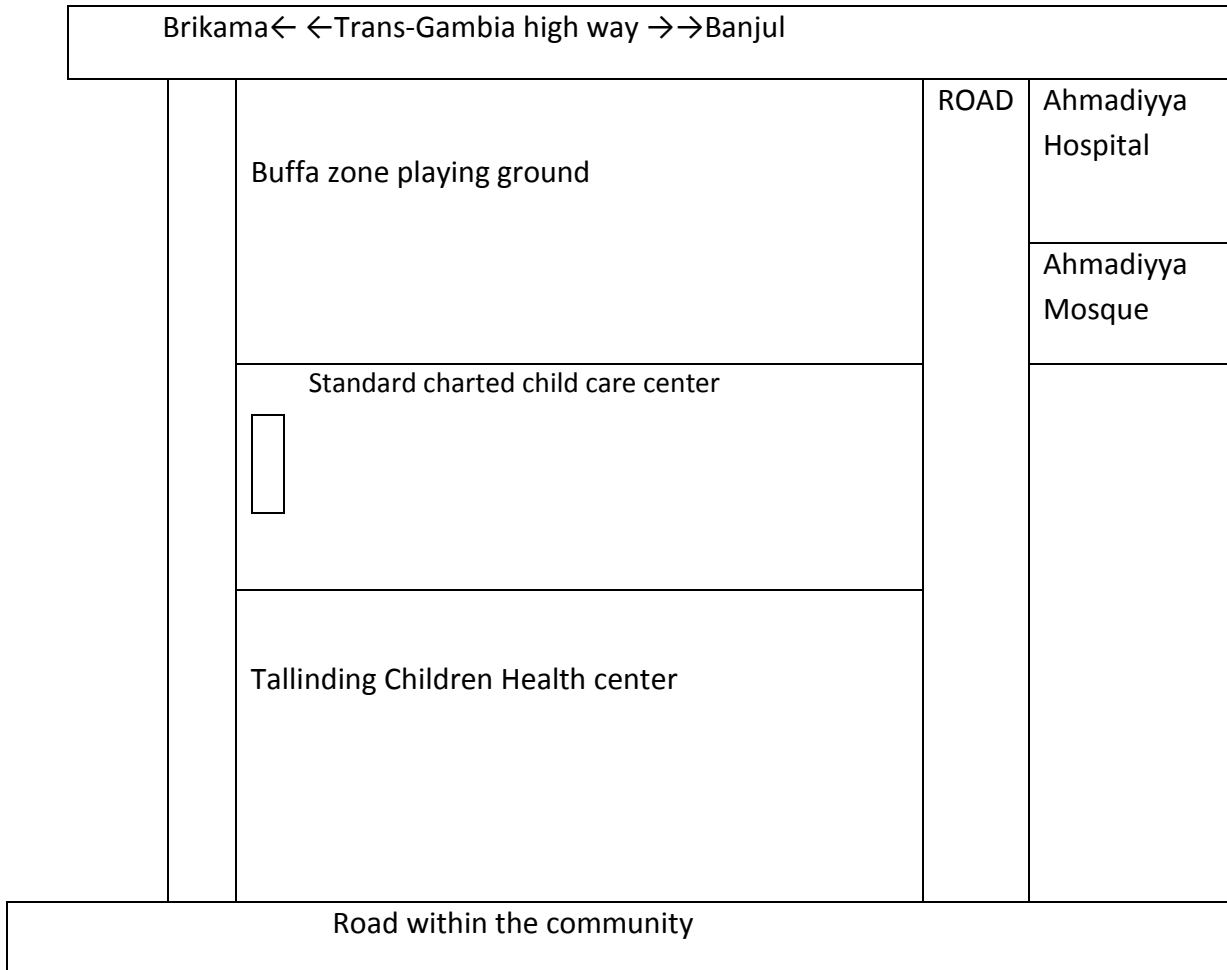 Brikama← ←Trans-Gambia high way →→Banjul
ROAD
Ahmadiyya
Hospital
Buffa zone playing ground
Ahmadiyya
Mosque
Standard charted child care center
Tallinding Children Health center
Road within the community